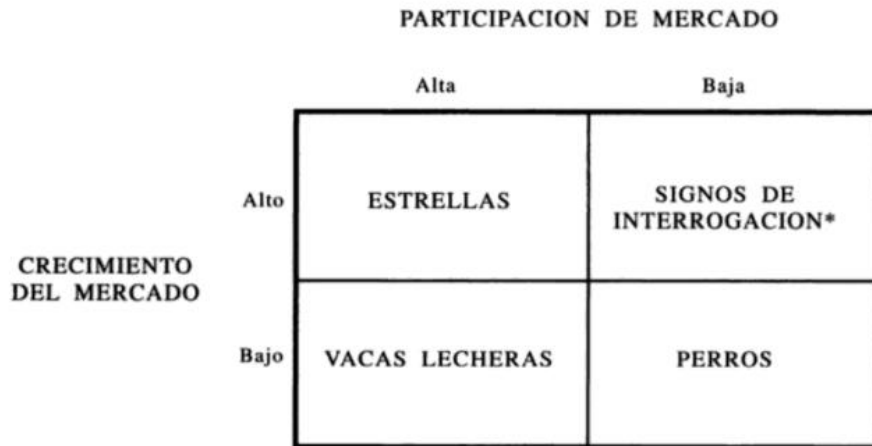 PARTICIPACION DE MERCADO
Alta Baja
Alto
ESTRELLAS
SIGNOS DE
INTERROGACION*
CRECIMIENTO
DEL MERCADO
Bajo
VACAS LECHERAS
PERROS